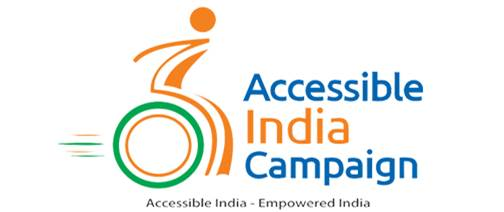 Accessible
India
Campaign
Accessible India - Empowered India